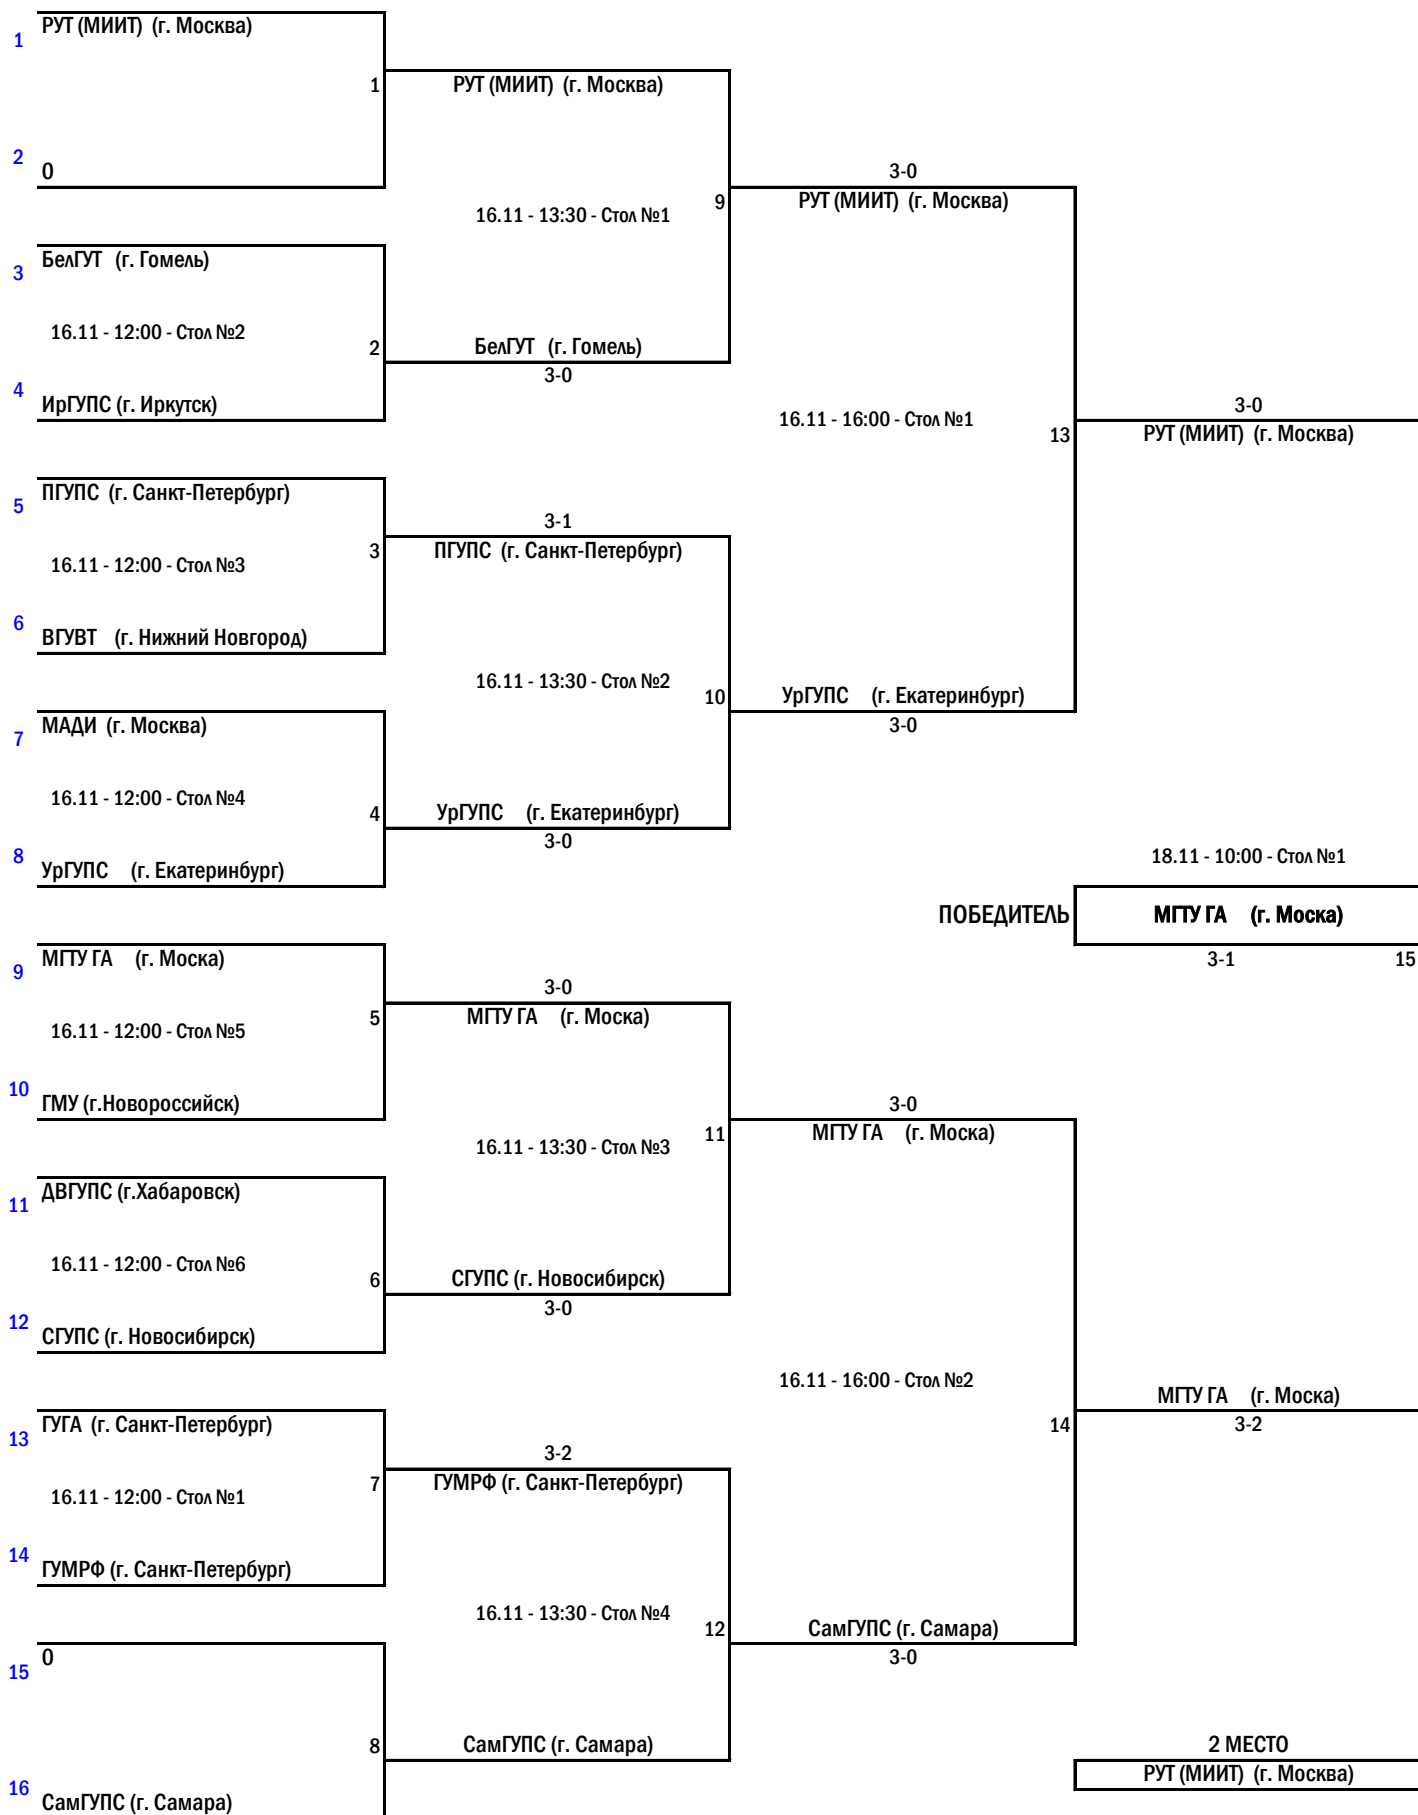 1 РУТ (МИИТ) (г. Москва)
1 РУТ (МИИТ) (г. Москва)
2 0
3-0
16.11 - 13:30 - Стол №1 9 РУТ (МИИТ) (г. Москва)
3 БелГУТ (г. Гомель)
16.11 - 12:00 - Стол №2
2 БелГУТ (г. Гомель)
3-0
4 ИрГУПС (г. Иркутск)
16.11 - 16:00 - Стол №1 13
3-0
РУТ (МИИТ) (г. Москва)
5 ПГУПС (г. Санкт-Петербург)
3-1
16.11 - 12:00 - Стол №3 3 ПГУПС (г. Санкт-Петербург)
6 ВГУВТ (г. Нижний Новгород)
16.11 - 13:30 - Стол №2 10 УрГУПС (г. Екатеринбург)
3-0
7 МАДИ (г. Москва)
16.11 - 12:00 - Стол №4 4 УрГУПС (г. Екатеринбург)
3-0
8 УрГУПС (г. Екатеринбург)
18.11 - 10:00 - Стол №1
ПОБЕДИТЕЛЬ МГТУ ГА (г. Моска)
3-1 15
9 МГТУ ГА (г. Моска)
3-0
16.11 - 12:00 - Стол №5 5 МГТУ ГА (г. Моска)
10 ГМУ (г.Новороссийск)
3-0
16.11 - 13:30 - Стол №3 11 МГТУ ГА (г. Моска)
11 ДВГУПС (г.Хабаровск)
16.11 - 12:00 - Стол №6
6 СГУПС (г. Новосибирск)
3-0
12 СГУПС (г. Новосибирск)
16.11 - 16:00 - Стол №2
14 МГТУ ГА (г. Моска)
3-2
13 ГУГА (г. Санкт-Петербург)
3-2
16.11 - 12:00 - Стол №1 7 ГУМРФ (г. Санкт-Петербург)
14 ГУМРФ (г. Санкт-Петербург)
16.11 - 13:30 - Стол №4 12 СамГУПС (г. Самара)
3-0
15 0
8 СамГУПС (г. Самара)
2 МЕСТО
РУТ (МИИТ) (г. Москва)
16 СамГУПС (г. Самара)